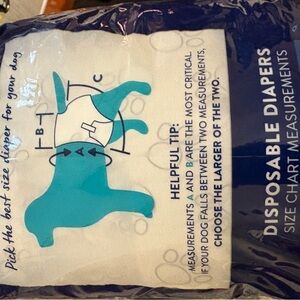 Pick the best size diaper for your dog
A
B
C
HELPFUL TIP:
MEASUREMENTS A AND B ARE THE MOST CRITICAL
IF YOUR DOG FALLS BETWEEN TWO MEASUREMENTS,
CHOOSE THE LARGER OF THE TWO.
DISPOSABLE DIAPERS
SIZE CHART MEASUREMENTS